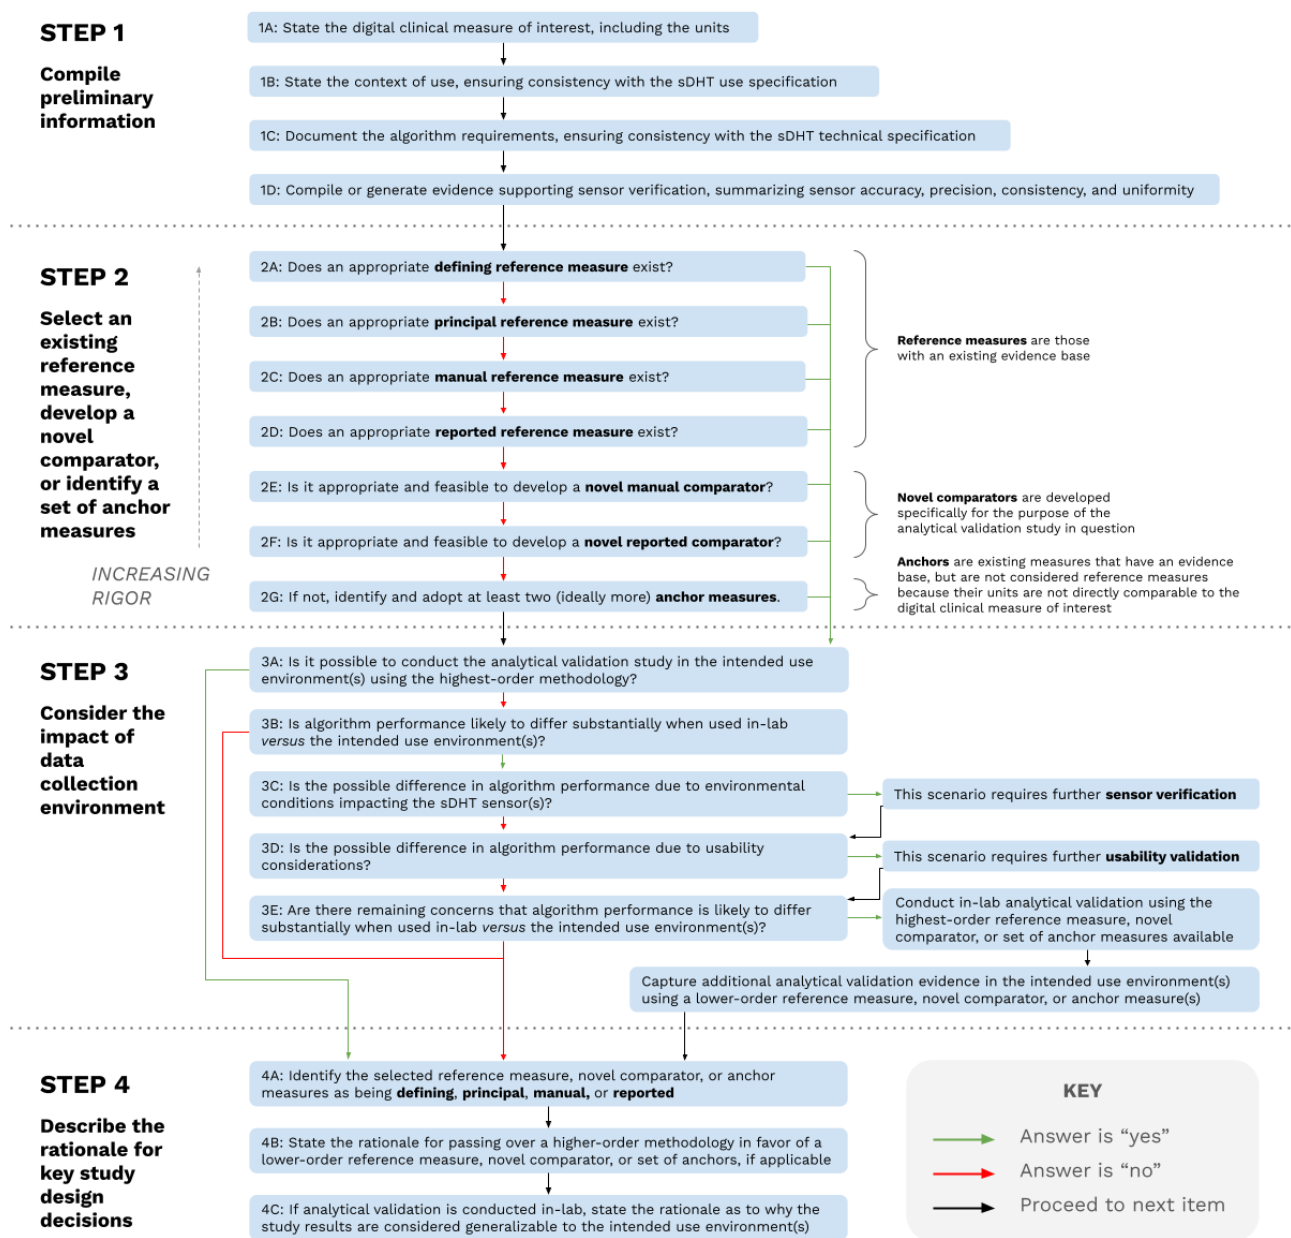 STEP 1
Compile
preliminary
information
1A: State the digital clinical measure of interest, including the units
1B: State the context of use, ensuring consistency with the sDHT use specification
1C: Document the algorithm requirements, ensuring consistency with the sDHT technical specification
1D: Compile or generate evidence supporting sensor verification, summarizing sensor accuracy, precision, consistency, and uniformity
STEP 2
Select an
existing
reference
measure,
develop a
novel
comparator,
or identify a
set of anchor
measures
INCREASING
RIGOR
2A: Does an appropriate defining reference measure exist?
2B: Does an appropriate principal reference measure exist?
2C: Does an appropriate manual reference measure exist?
2D: Does an appropriate reported reference measure exist?
2E: Is it appropriate and feasible to develop a novel manual comparator?
2F: Is it appropriate and feasible to develop a novel reported comparator?
2G: If not, identify and adopt at least two (ideally more) anchor measures.
Reference measures are those
with an existing evidence base
Novel comparators are developed
specifically for the purpose of the
analytical validation study in question
Anchors are existing measures that have an evidence
base, but are not considered reference measures
because their units are not directly comparable to the
digital clinical measure of interest
STEP 3
Consider the
impact of
data
collection
environment
3A: Is it possible to conduct the analytical validation study in the intended use
environment(s) using the highest-order methodology?
3B: Is algorithm performance likely to differ substantially when used in-lab
versus the intended use environment(s)?
3C: Is the possible difference in algorithm performance due to environmental
conditions impacting the sDHT sensor(s)?
This scenario requires further sensor verification
3D: Is the possible difference in algorithm performance due to usability
considerations?
This scenario requires further usability validation
3E: Are there remaining concerns that algorithm performance is likely to differ
substantially when used in-lab versus the intended use environment(s)?
Conduct in-lab analytical validation using the
highest-order reference measure, novel
comparator, or set of anchor measures available
Capture additional analytical validation evidence in the intended use environment(s)
using a lower-order reference measure, novel comparator, or anchor measure(s)
STEP 4
Describe the
rationale for
key study
design
decisions
4A: Identify the selected reference measure, novel comparator, or anchor
measures as being defining, principal, manual, or reported
4B: State the rationale for passing over a higher-order methodology in favor of a
lower-order reference measure, novel comparator, or set of anchors, if applicable
4C: If analytical validation is conducted in-lab, state the rationale as to why the
study results are considered generalizable to the intended use environment(s)
KEY
Answer is “yes”
Answer is “no”
Proceed to next item